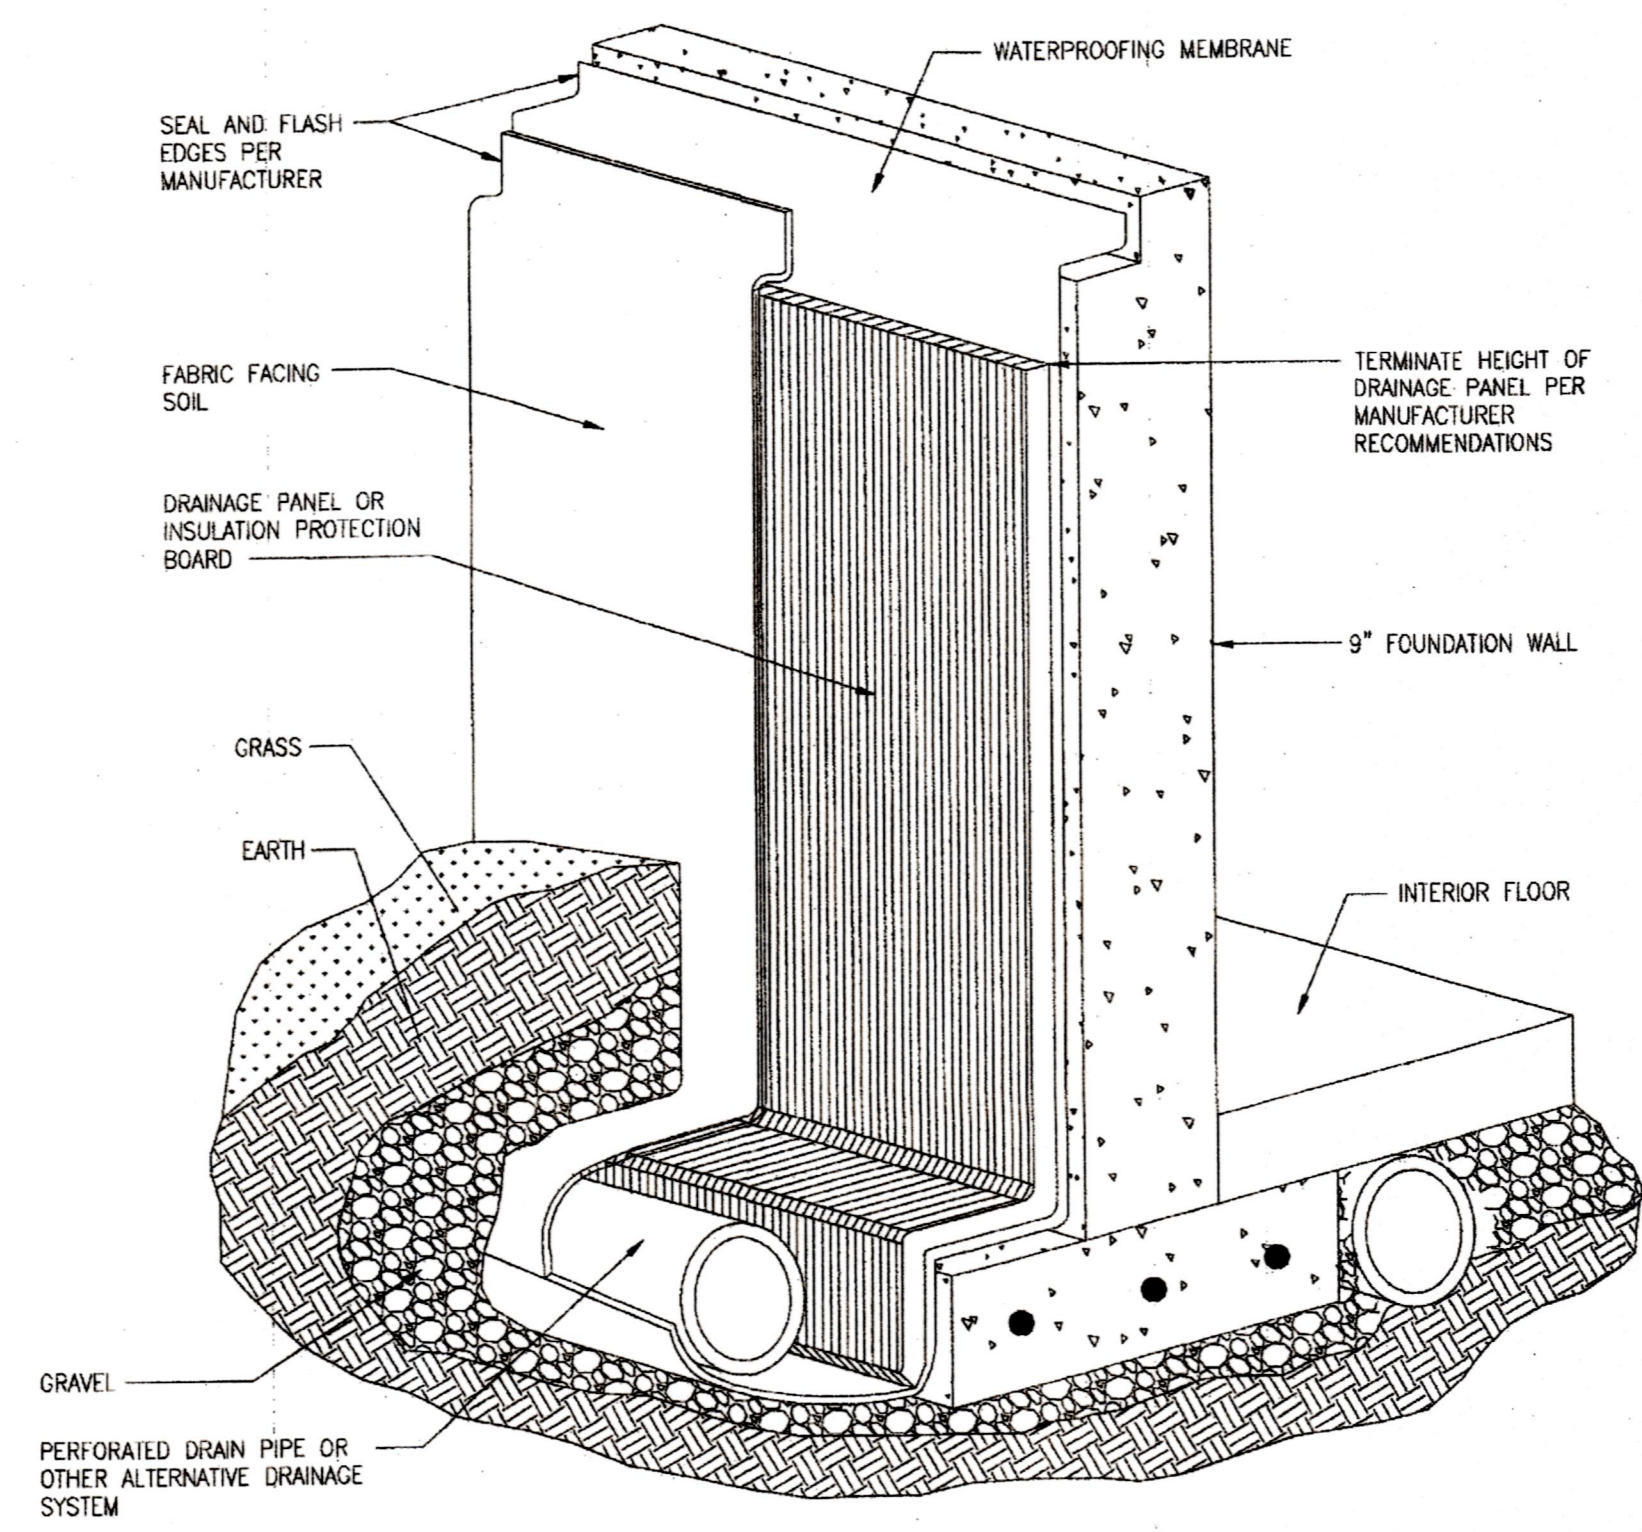 WATERPROOFING MEMBRANE
SEAL AND FLASH
EDGES PER
MANUFACTURER
FABRIC FACING
SOIL
TERMINATE HEIGHT OF
DRAINAGE PANEL PER
MANUFACTURER
RECOMMENDATIONS
DRAINAGE PANEL OR
INSULATION PROTECTION
BOARD
9" FOUNDATION WALL
GRASS
EARTH
INTERIOR FLOOR
GRAVEL
PERFORATED DRAIN PIPE OR
OTHER ALTERNATIVE DRAINAGE
SYSTEM